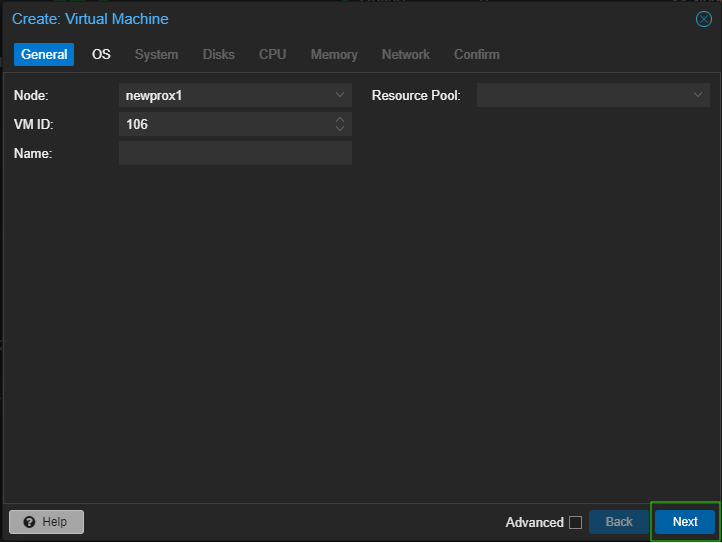 Create: Virtual Machine
General OS System Disks CPU Memory Network Confirm
Node: newprox1 Resource Pool:
VM ID: 106
Name:
Help Advanced Back Next